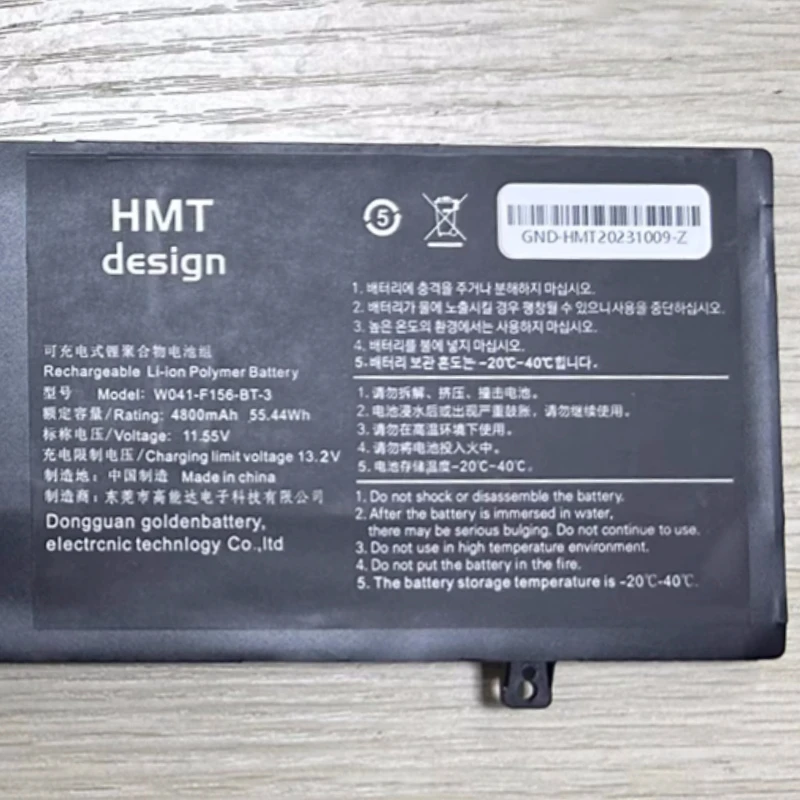 HMT
design
可充电式锂聚合物电池组
Rechargeable Li-ion Polymer Battery
型号 Model: W041-F156-BT-3
额定容量/Rating: 4800mAh 55.44Wh
标称电压/Voltage: 11.55V
充电限制电压/Charging limit voltage 13.2V
制造地: 中国制造 Made in china
制造商: 东莞市高能达电子科技有限公司
Dongguan goldenbattery,
electrcnic technlogy Co.,ltd
5
GND-HMT20231009-Z
1. 배터리에 충격을 주거나 분해하지 마십시오.
2. 배터리가 물에 노출시킬 경우 팽창될 수 있으니 사용을 중단하십시오.
3. 높은 온도의 환경에서는 사용하지 마십시오.
4. 배터리를 불에 넣지 마십시오.
5. 배터리 보관 혼도는 -20℃-40℃힙니다.
1. 请勿拆解、挤压、撞击电池。
2. 电池浸水后或出现严重鼓胀，请勿继续使用。
3. 请勿在高温环境下使用。
4. 请勿将电池投入火中。
5. 电池存储温度-20℃-40℃。
1. Do not shock or disassemble the battery.
2. After the battery is immersed in water,
there may be serious bulging. Do not continue to use.
3. Do not use in high temperature environment.
4. Do not put the battery in the fire.
5. The battery storage temperature is -20℃-40℃.